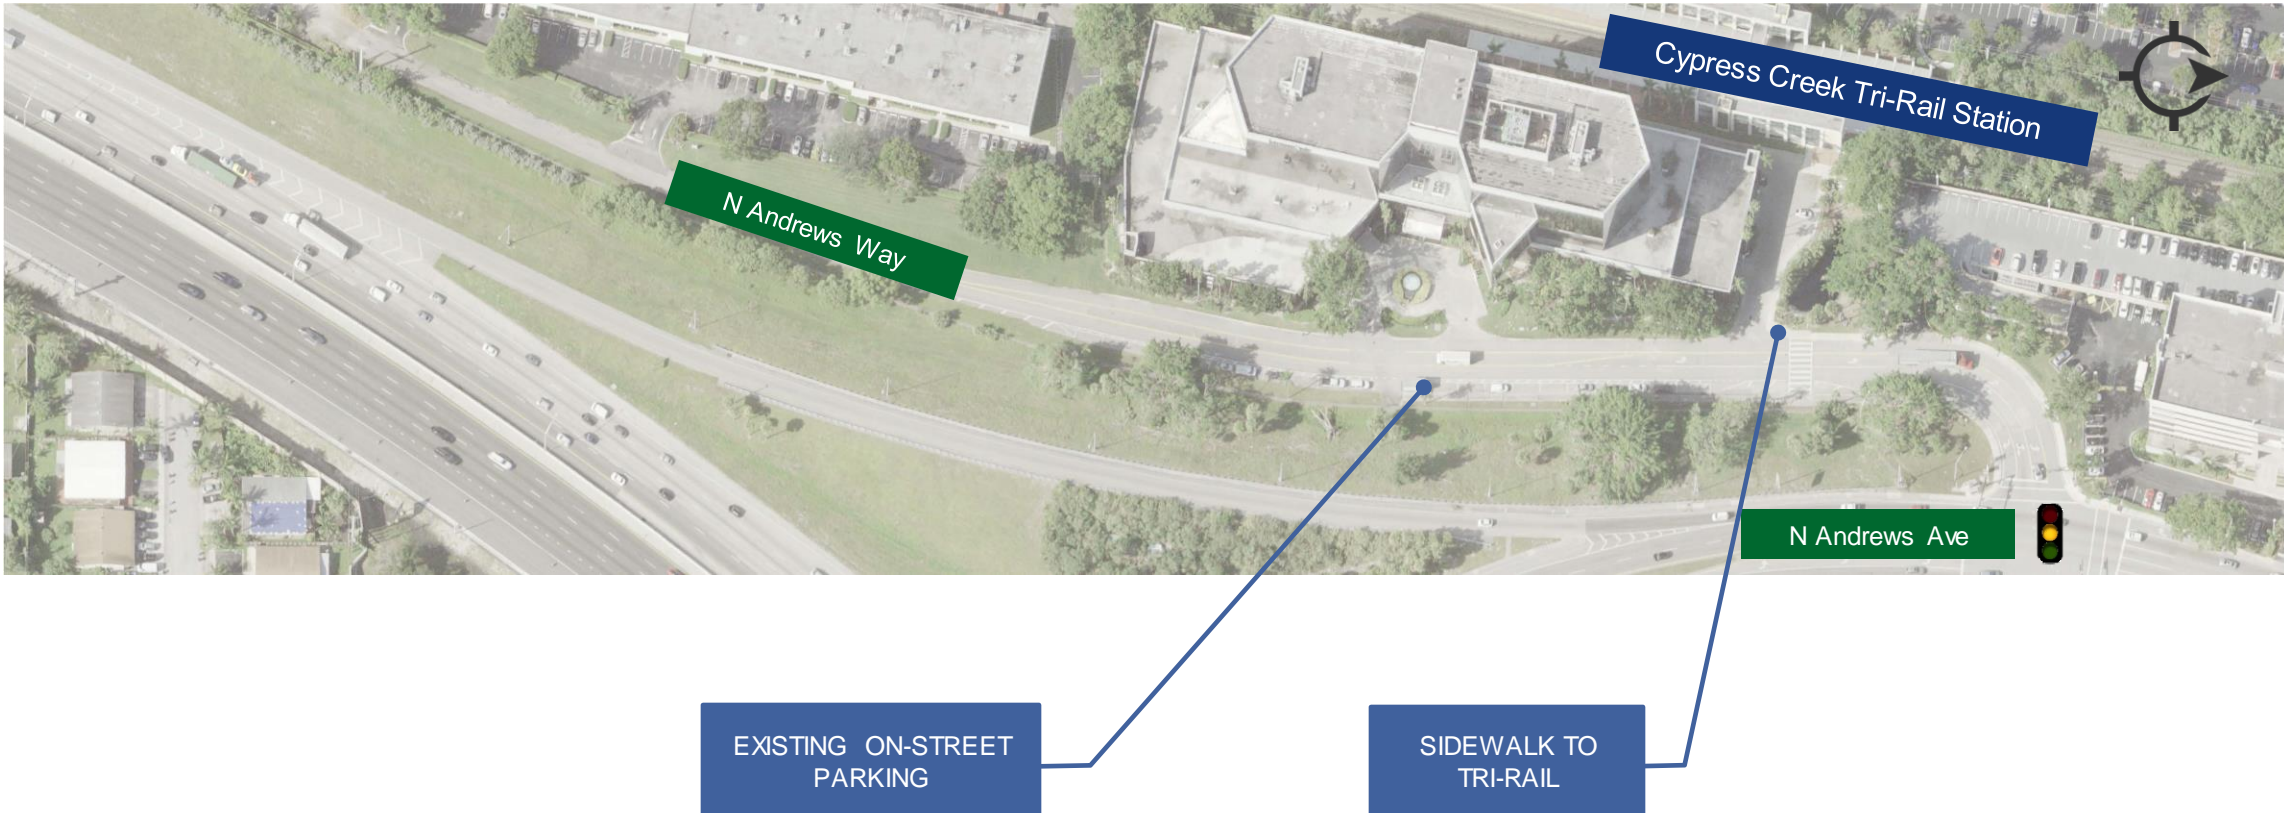 Cypress Creek Tri-Rail Station
N Andrews Way
N Andrews Ave
EXISTING ON-STREET
PARKING
SIDEWALK TO
TRI-RAIL